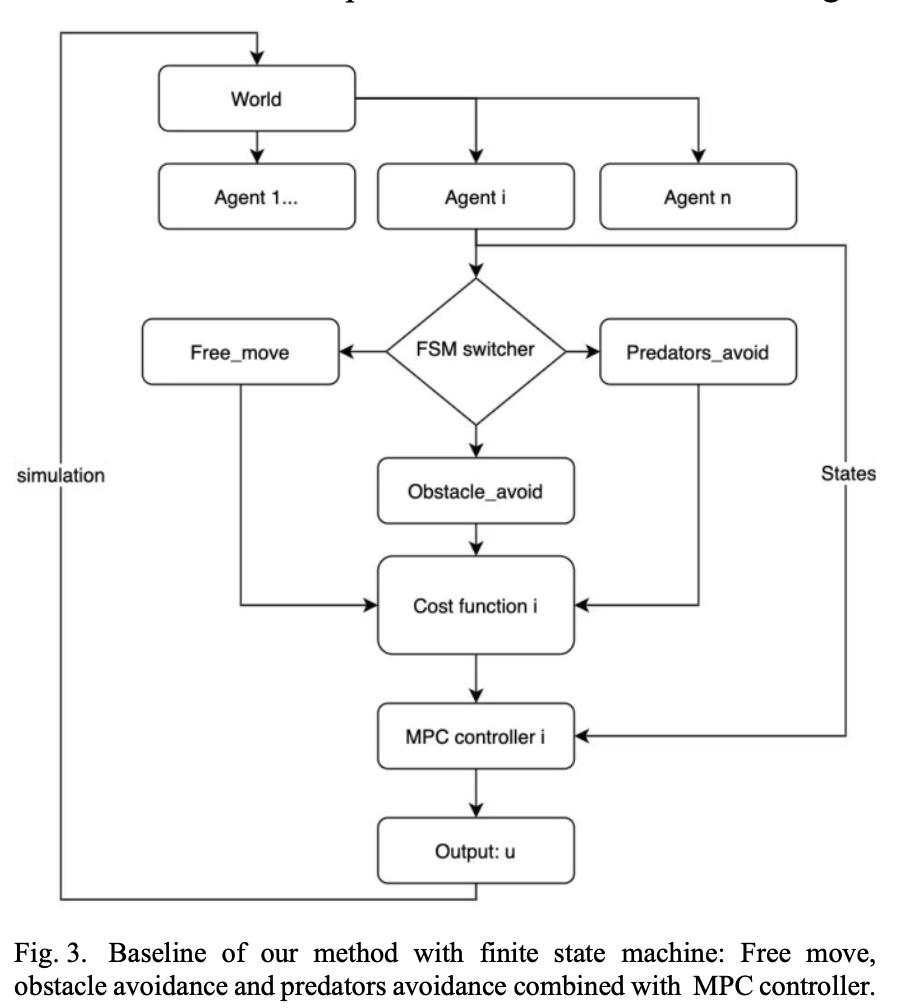 World
Agent 1...
Agent i
Agent n
FSM switcher
Free_move
Predators_avoid
simulation
States
Obstacle_avoid
Cost function i
MPC controller i
Output: u
Fig. 3. Baseline of our method with finite state machine: Free move,
obstacle avoidance and predators avoidance combined with MPC controller.